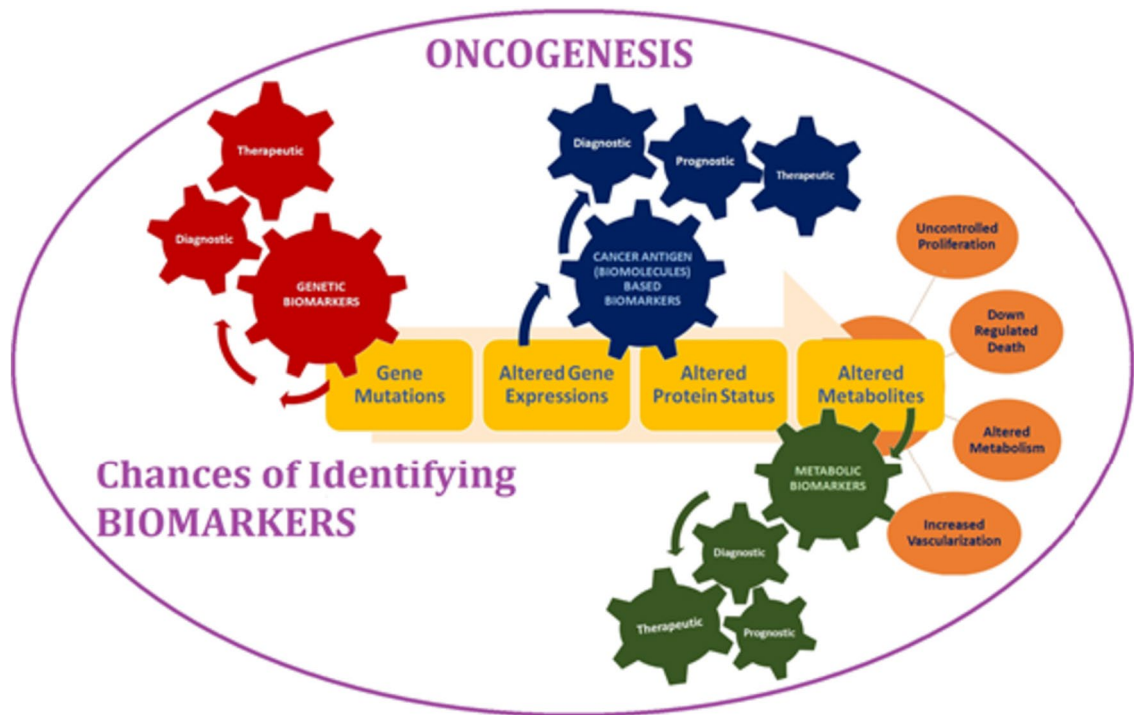 ONCOGENESIS
Therapeutic
Diagnostic
GENETIC
BIOMARKERS
Diagnostic
Prognostic
Therapeutic
CANCER ANTIGEN
(BIOMOLECULES)
BASED
BIOMARKERS
Uncontrolled
Proliferation
Down
Regulated
Death
Altered
Metabolism
Increased
Vascularization
Gene
Mutations
Altered Gene
Expressions
Altered
Protein Status
Altered
Metabolites
Chances of Identifying
BIOMARKERS
METABOLIC
BIOMARKERS
Diagnostic
Therapeutic
Prognostic